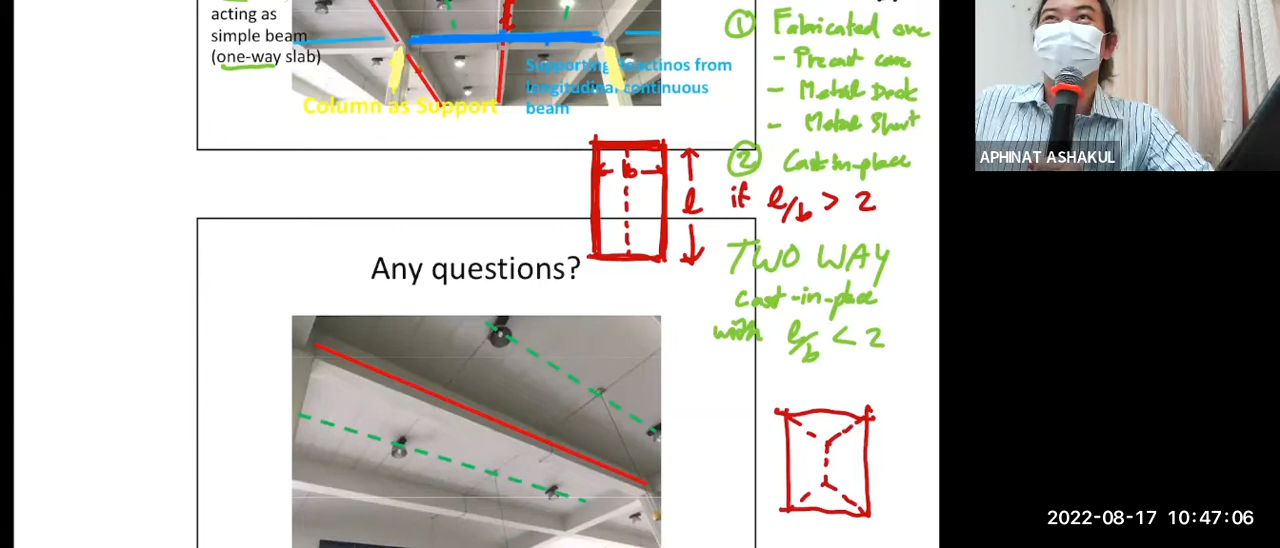 acting as
simple beam
(one-way slab)
Supporting Reactinos from
longitudinal continuous
beam
Column as Support
① Fabricated one
- Precast conc
- Metal Deck
- Metal Sheet
② Cast-in-place
if l/b > 2
b
l
TWO WAY
cast-in-place
with l/b < 2
Any questions?
APHINAT ASHAKUL
2022-08-17 10:47:06